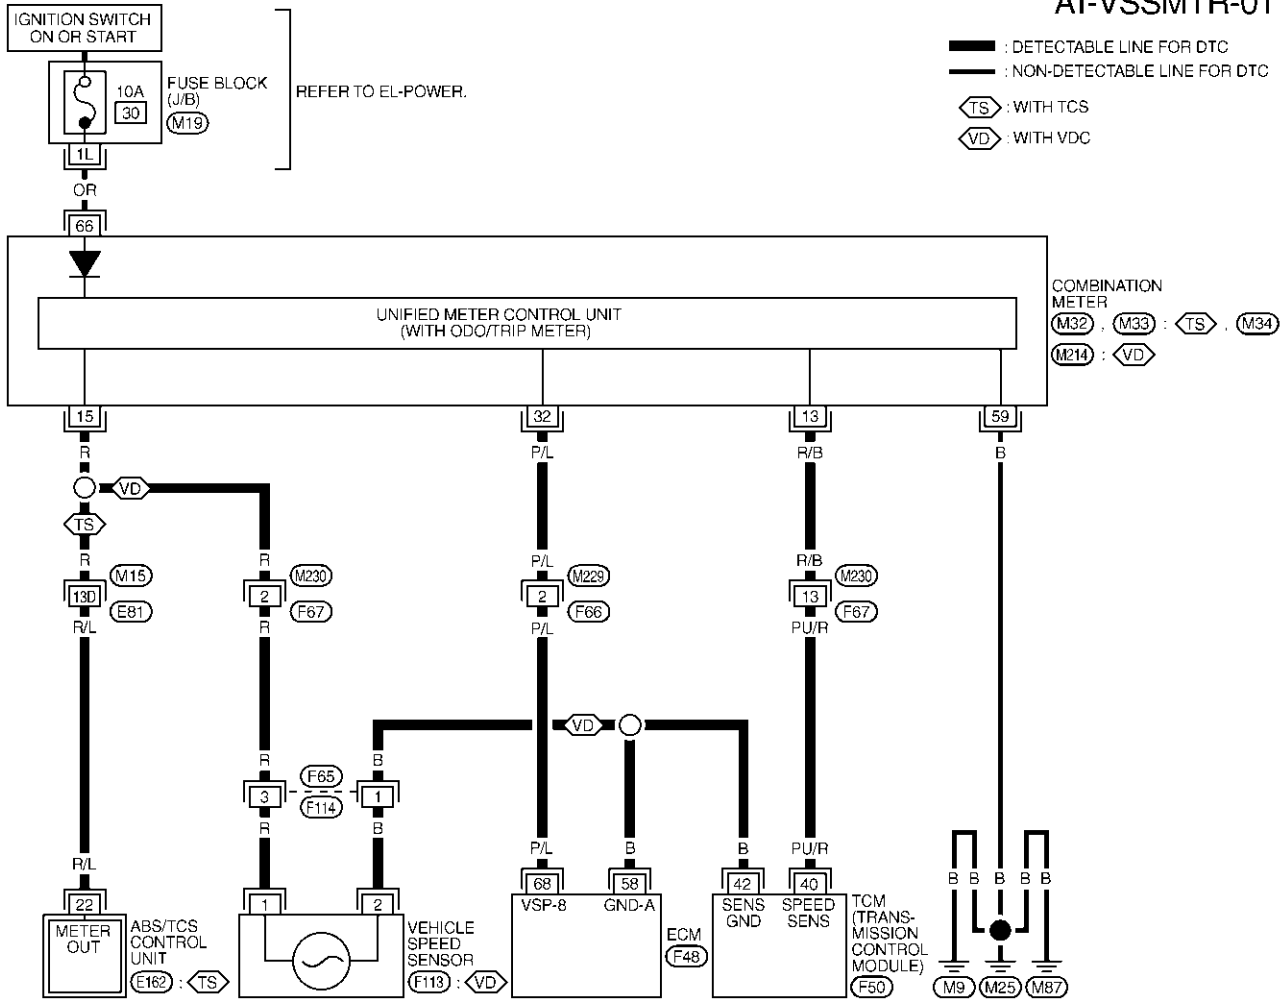 AT-VSSMTR-01
IGNITION SWITCH
ON OR START
10A
30
FUSE BLOCK
(J/B)
M19
REFER TO EL-POWER.
: DETECTABLE LINE FOR DTC
: NON-DETECTABLE LINE FOR DTC
TS : WITH TCS
VD : WITH VDC
1L
OR
66
UNIFIED METER CONTROL UNIT
(WITH ODO/TRIP METER)
COMBINATION
METER
M32 , M33 : TS , M34
M214 : VD
15 32 13 59
R P/L R/B B
VD
TS
R R P/L R/B
M15 M230 M229 M230
13D 2 2 13
E81 F67 F66 F67
R/L R P/L PU/R
VD
R B
F65
3 1
F114
R B
R/L P/L B B PU/R
22 1 2 68 58 42 40
METER
OUT
ABS/TCS
CONTROL
UNIT
E162 : TS
VEHICLE
SPEED
SENSOR
F113 : VD
VSP-8 GND-A
ECM
F48
SENS
GND
SPEED
SENS
TCM
(TRANS-
MISSION
CONTROL
MODULE)
F50
B B B B B
M9 M25 M87